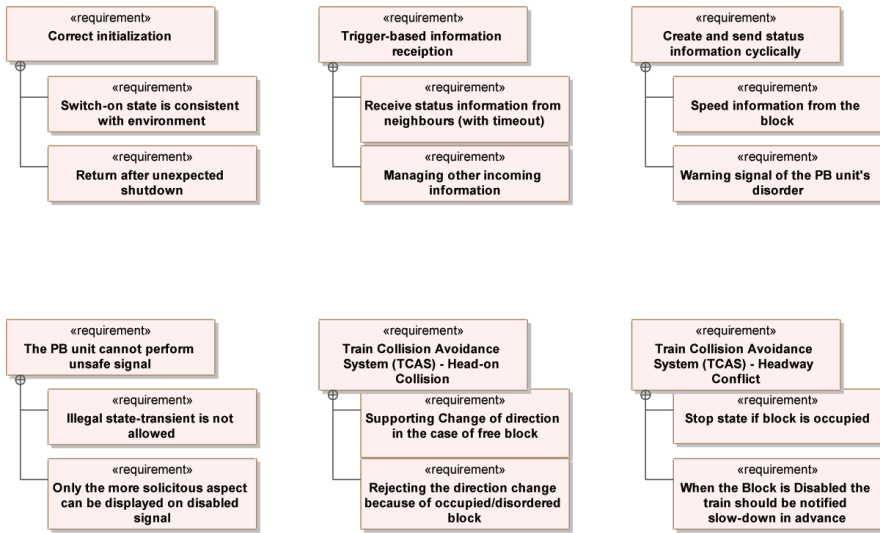 «requirement»
Correct initialization
«requirement»
Switch-on state is consistent
with environment
«requirement»
Return after unexpected
shutdown
«requirement»
Trigger-based information
receiption
«requirement»
Receive status information from
neighbours (with timeout)
«requirement»
Managing other incoming
information
«requirement»
Create and send status
information cyclically
«requirement»
Speed information from the
block
«requirement»
Warning signal of the PB unit's
disorder
«requirement»
The PB unit cannot perform
unsafe signal
«requirement»
Illegal state-transient is not
allowed
«requirement»
Only the more solicitous aspect
can be displayed on disabled
signal
«requirement»
Train Collision Avoidance
System (TCAS) - Head-on
Collision
«requirement»
Supporting Change of direction
in the case of free block
«requirement»
Rejecting the direction change
because of occupied/disordered
block
«requirement»
Train Collision Avoidance
System (TCAS) - Headway
Conflict
«requirement»
Stop state if block is occupied
«requirement»
When the Block is Disabled the
train should be notified
slow-down in advance